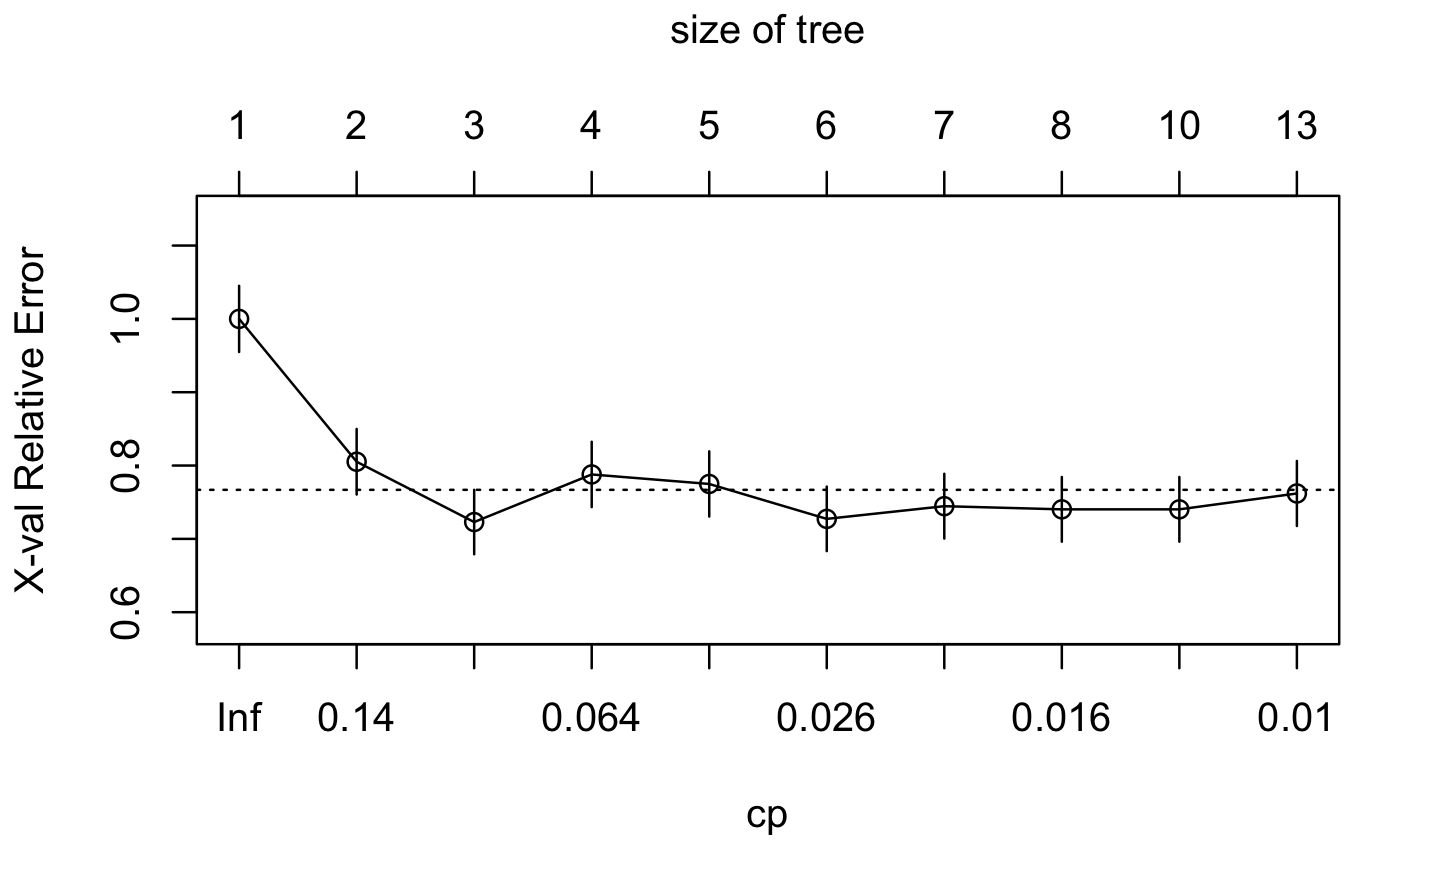 size of tree
1 2 3 4 5 6 7 8 10 13
X-val Relative Error
1.0
0.8
0.6
Inf 0.14 0.064 0.026 0.016 0.01
cp